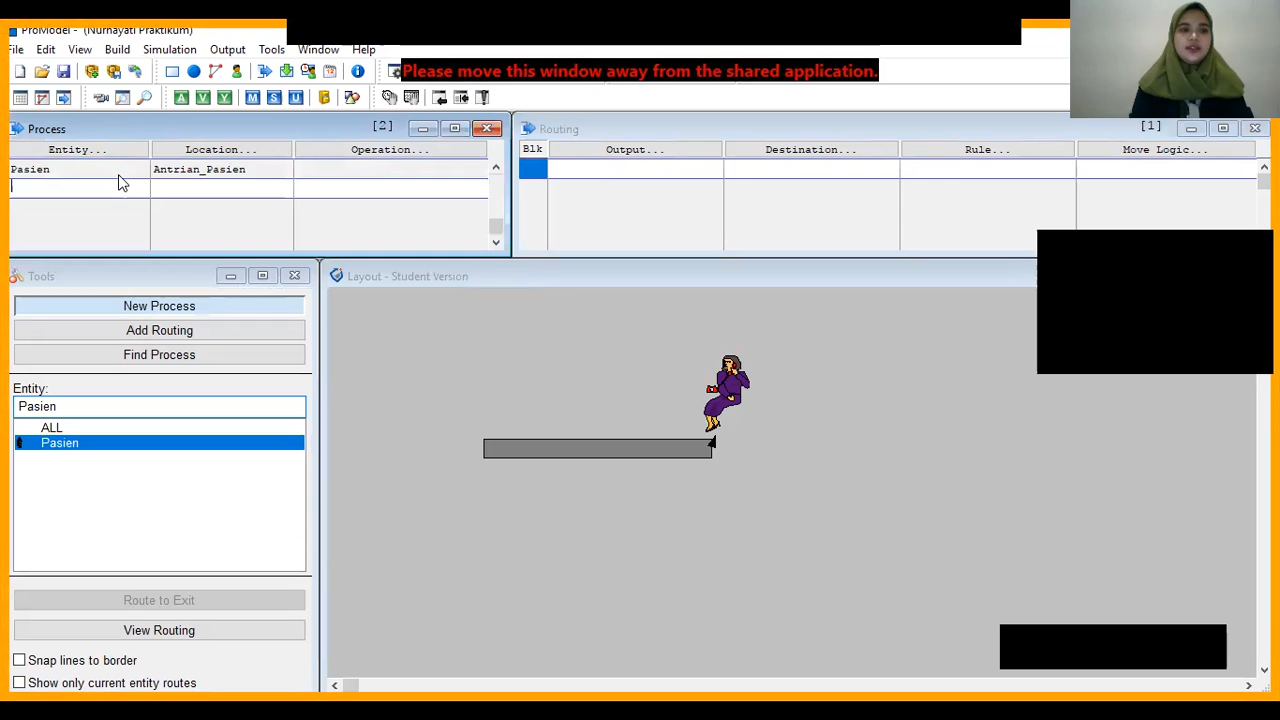 ProModel - (Nurhayati Praktikum)
File Edit View Build Simulation Output Tools Window Help
Please move this window away from the shared application.
Process [2]
Routing [1]
Entity... Location... Operation...
Blk Output... Destination... Rule... Move Logic...
Pasien Antrian_Pasien
Tools
Layout - Student Version
New Process
Add Routing
Find Process
Entity:
Pasien
ALL
Pasien
Route to Exit
View Routing
Snap lines to border
Show only current entity routes